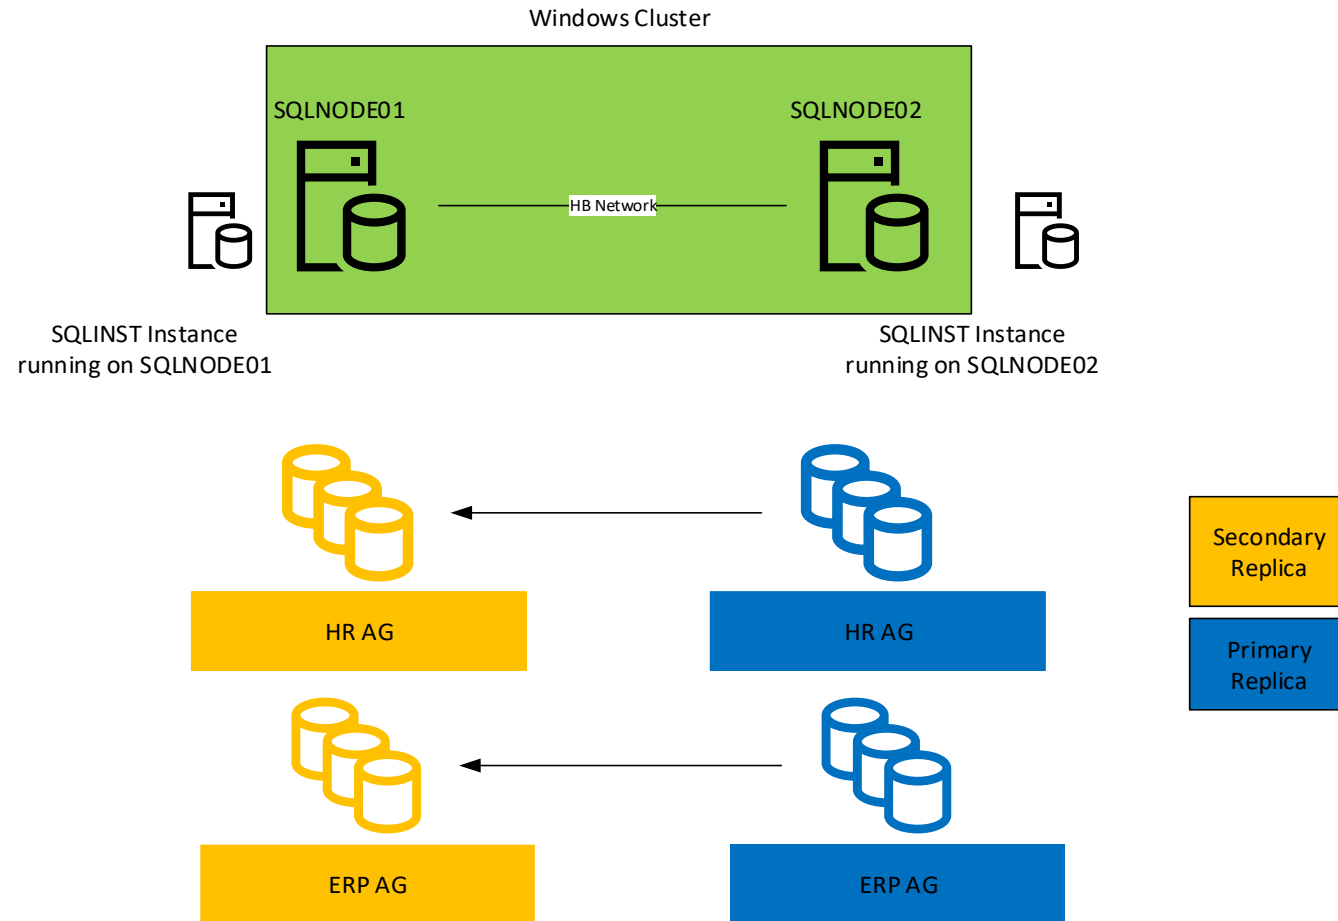 Windows Cluster
SQLNODE01
SQLNODE02
HB Network
SQLINST Instance
running on SQLNODE01
SQLINST Instance
running on SQLNODE02
HR AG
HR AG
Secondary
Replica
Primary
Replica
ERP AG
ERP AG